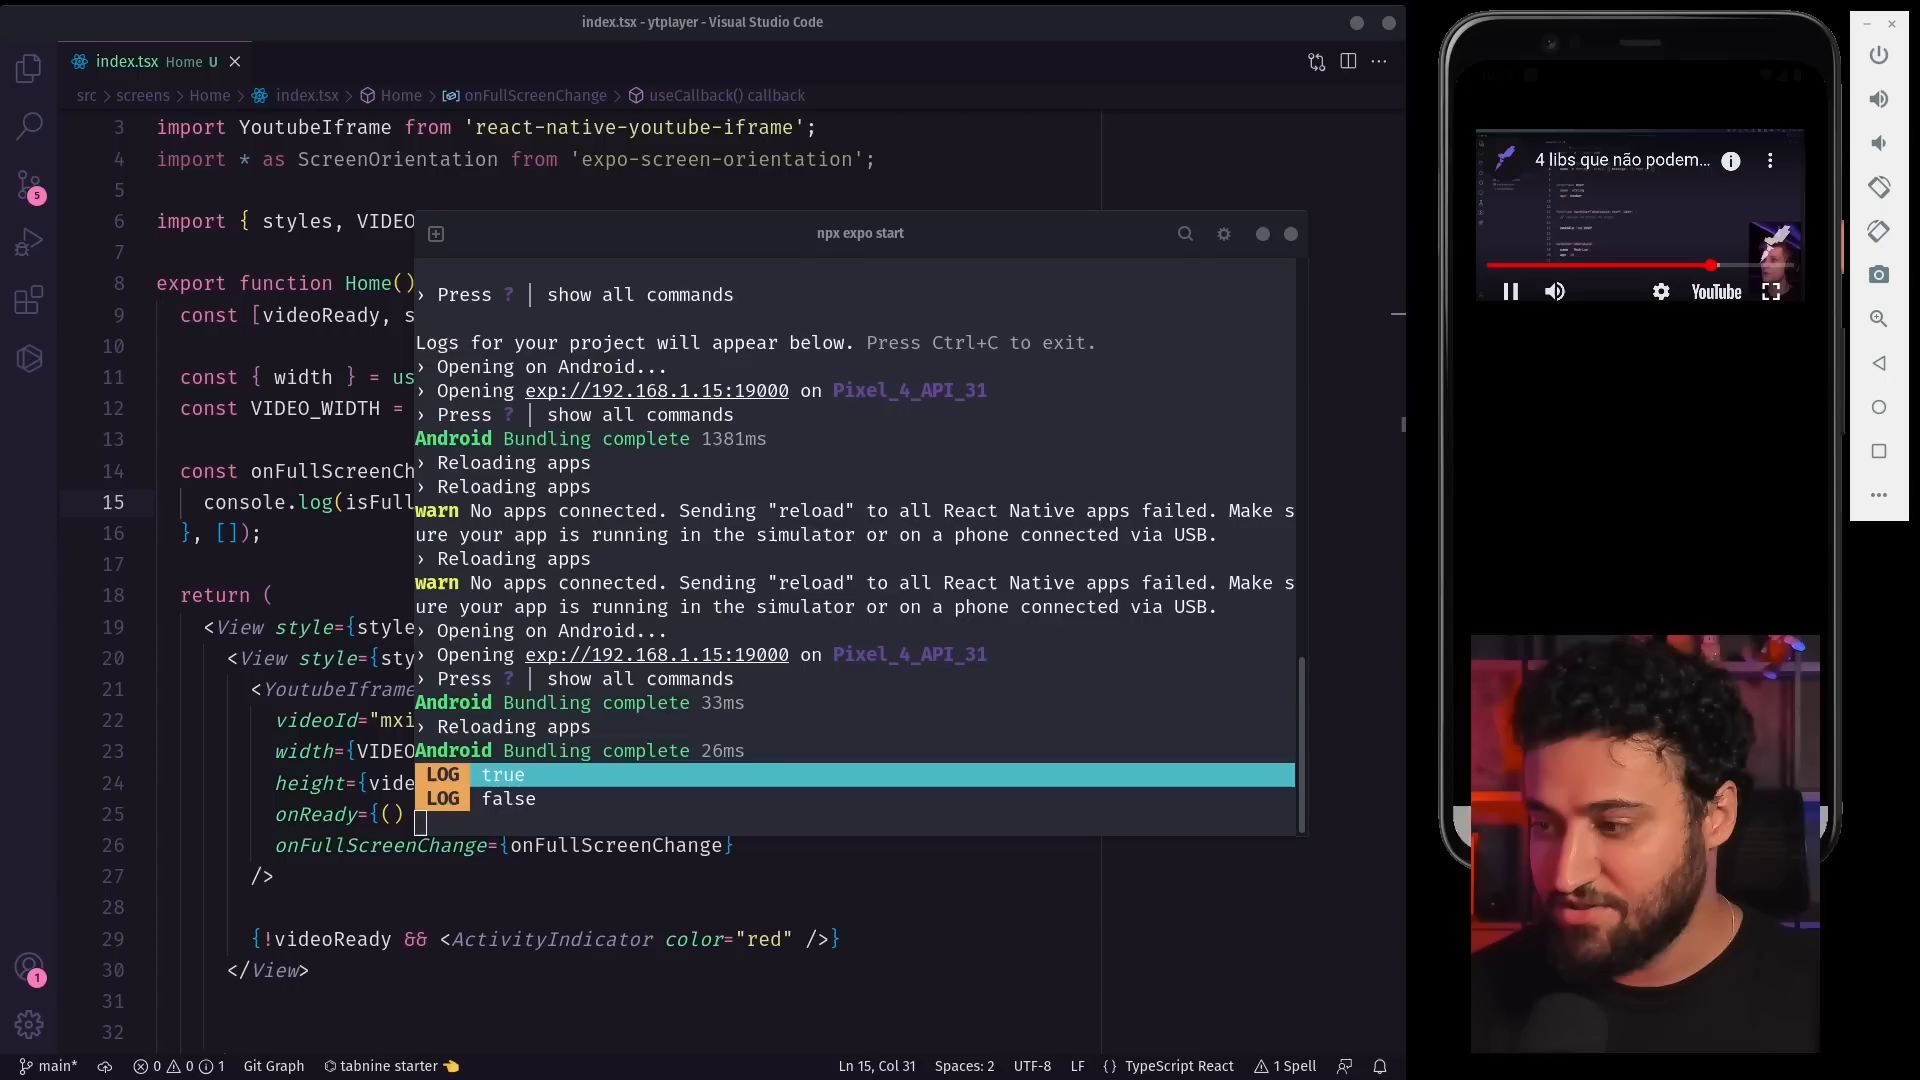 index.tsx - ytplayer - Visual Studio Code
index.tsx Home U
src > screens > Home > index.tsx > Home > onFullScreenChange > useCallback() callback
3 import YoutubeIframe from 'react-native-youtube-iframe';
4 import * as ScreenOrientation from 'expo-screen-orientation';
5
6 import { styles, VIDEO
7
8 export function Home()
9 const [videoReady, s
10
11 const { width } = us
12 const VIDEO_WIDTH =
13
14 const onFullScreenCh
15 console.log(isFull
16 }, []);
17
18 return (
19 <View style={style
20 <View style={sty
21 <YoutubeIframe
22 videoId="mxi
23 width={VIDEO
24 height={vide
25 onReady={()
26 onFullScreenChange={onFullScreenChange}
27 />
28
29 {!videoReady && <ActivityIndicator color="red" />}
30 </View>
31
32
npx expo start
› Press ? │ show all commands
Logs for your project will appear below. Press Ctrl+C to exit.
› Opening on Android...
› Opening exp://192.168.1.15:19000 on Pixel_4_API_31
› Press ? │ show all commands
Android Bundling complete 1381ms
› Reloading apps
› Reloading apps
warn No apps connected. Sending "reload" to all React Native apps failed. Make s
ure your app is running in the simulator or on a phone connected via USB.
› Reloading apps
warn No apps connected. Sending "reload" to all React Native apps failed. Make s
ure your app is running in the simulator or on a phone connected via USB.
› Opening on Android...
› Opening exp://192.168.1.15:19000 on Pixel_4_API_31
› Press ? │ show all commands
Android Bundling complete 33ms
› Reloading apps
Android Bundling complete 26ms
LOG true
LOG false
4 libs que não podem...
YouTube
5
1
main* 0 0 1 Git Graph tabnine starter Ln 15, Col 31 Spaces: 2 UTF-8 LF {} TypeScript React 1 Spell